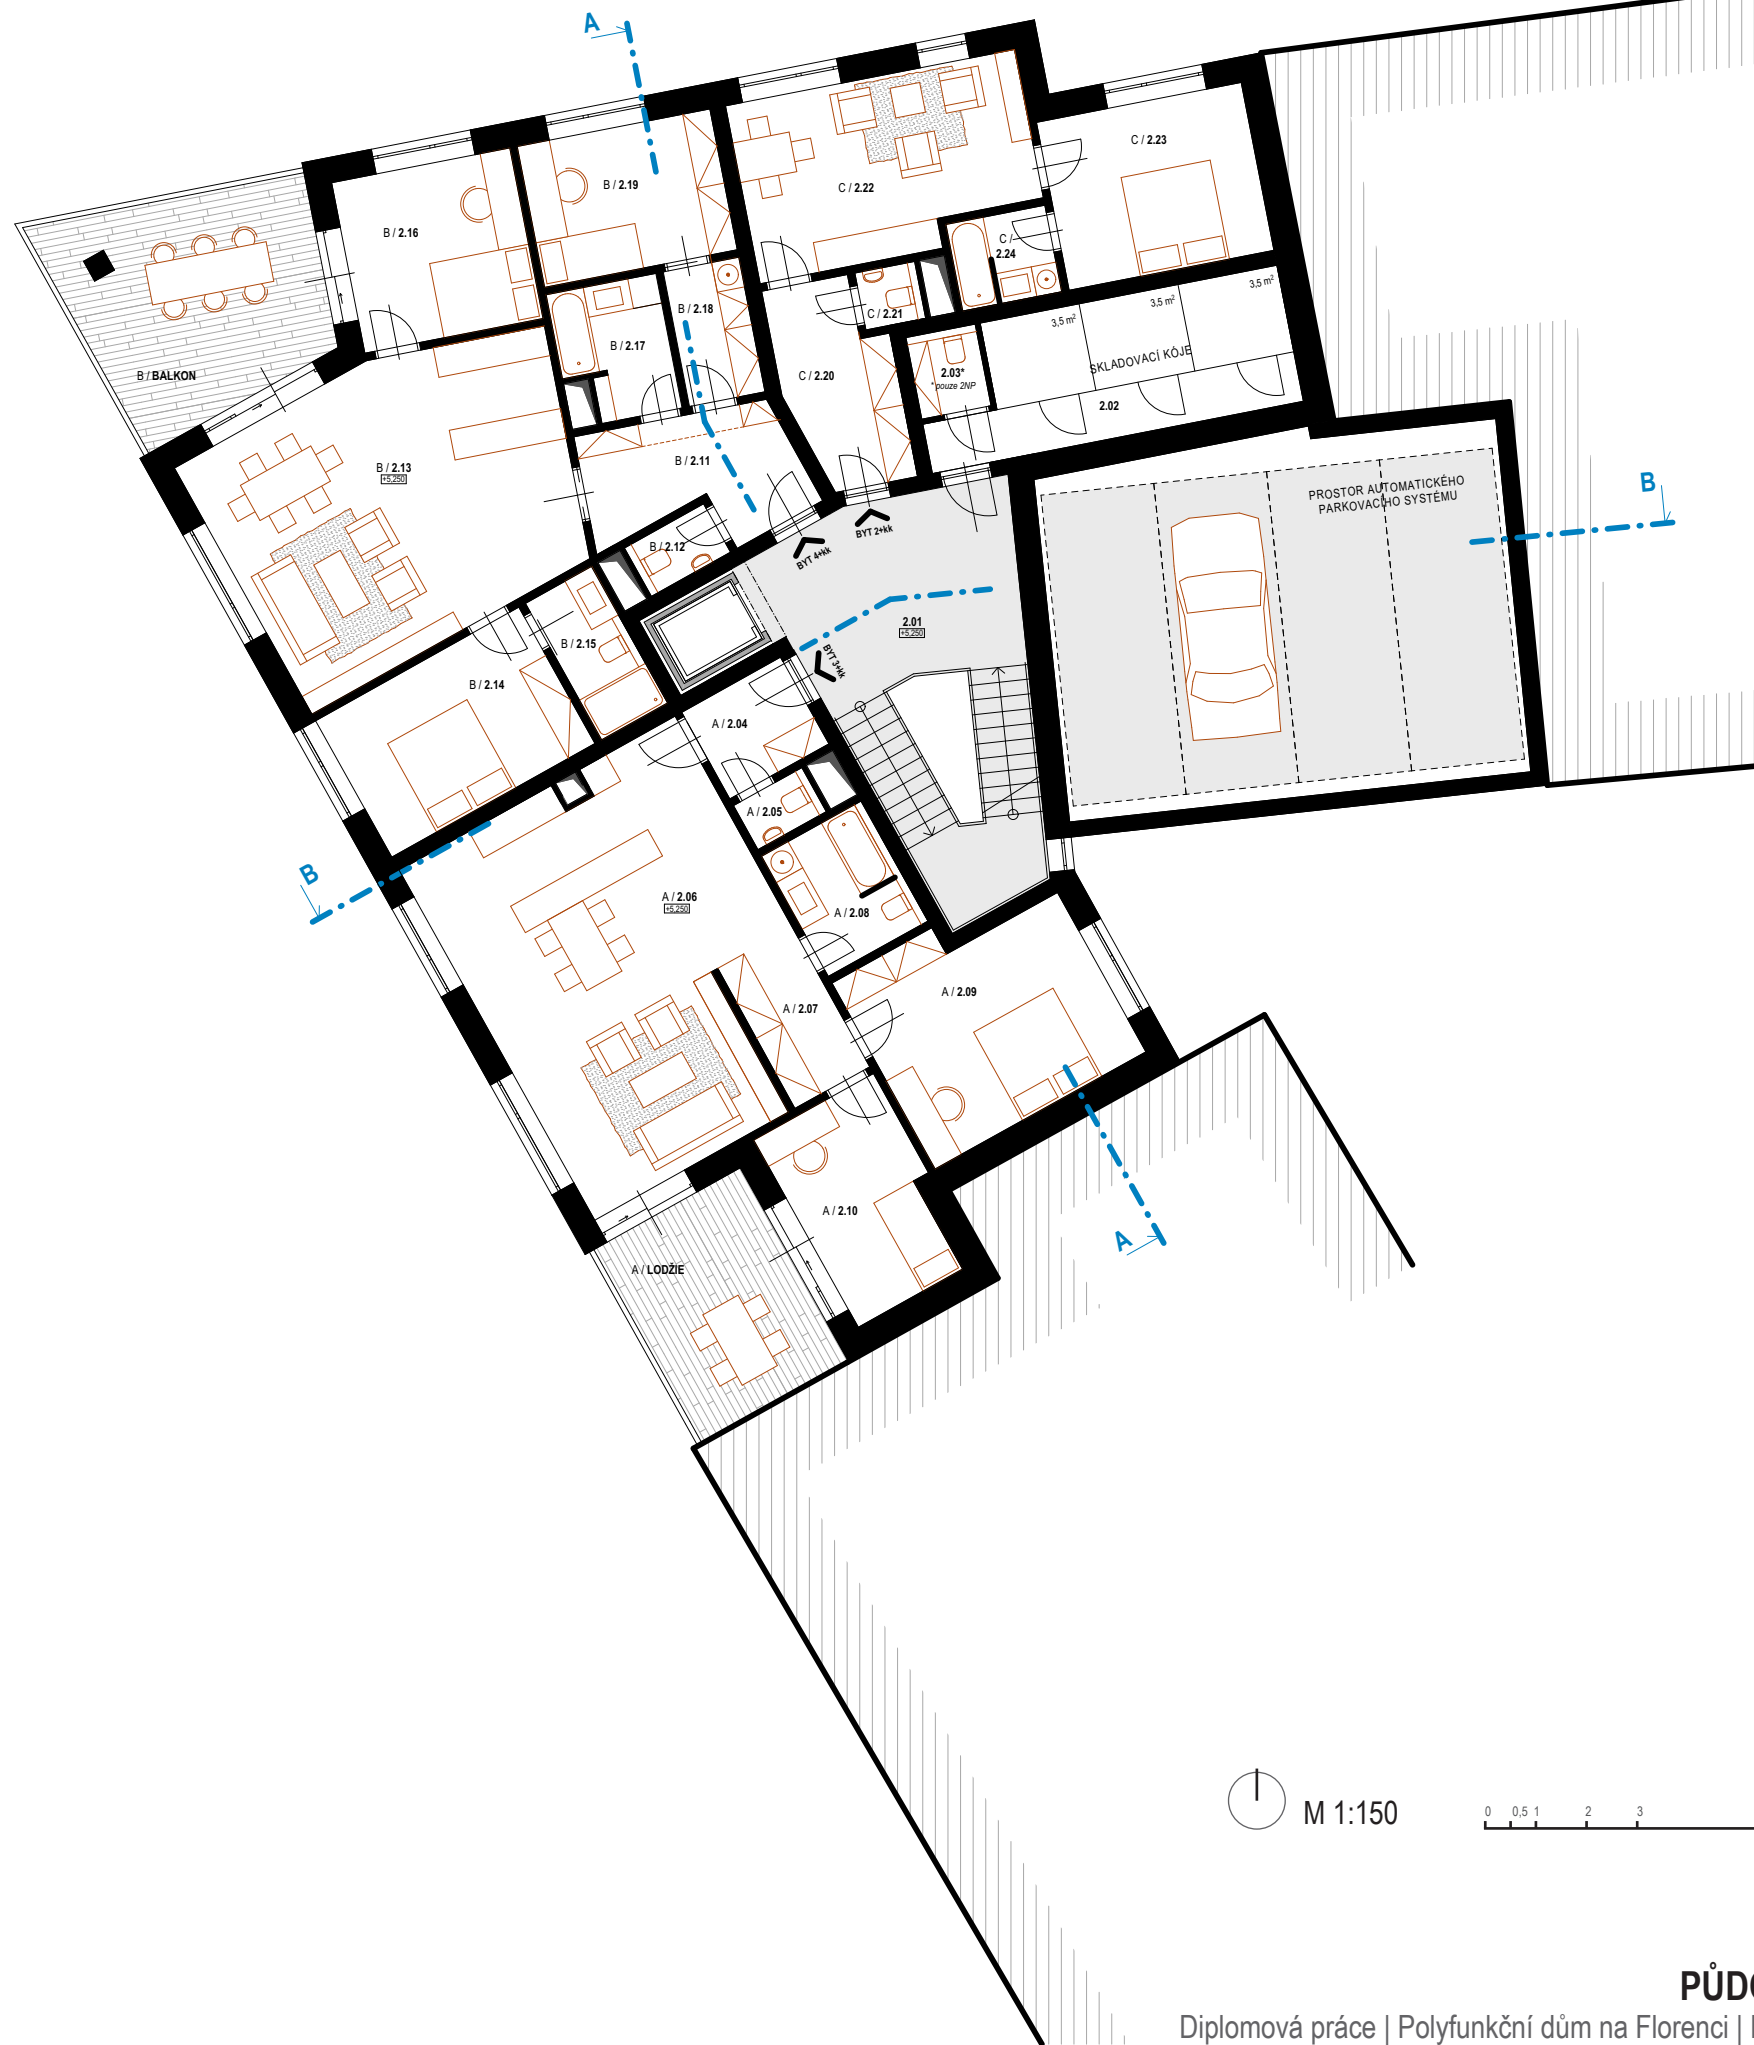 A
C / 2.23
B / 2.19
C / 2.22
B / 2.16
C /
2.24
3,5 m²
3,5 m²
3,5 m²
B / 2.18
C / 2.21
B / 2.17
SKLADOVACÍ KÓJE
B / BALKON
C / 2.20
2.03*
* pouze 2NP
2.02
B / 2.11
B / 2.13
+5,250
PROSTOR AUTOMATICKÉHO
PARKOVACÍHO SYSTÉMU
B
BYT 2+kk
BYT 4+kk
B / 2.12
2.01
+5,250
B / 2.15
BYT 3+kk
B / 2.14
A / 2.04
A / 2.05
B
A / 2.06
+5,250
A / 2.08
A / 2.09
A / 2.07
A / 2.10
A
A / LODŽIE
M 1:150
0 0,5 1 2 3
Diplomová práce | Polyfunkční dům na Florenci |